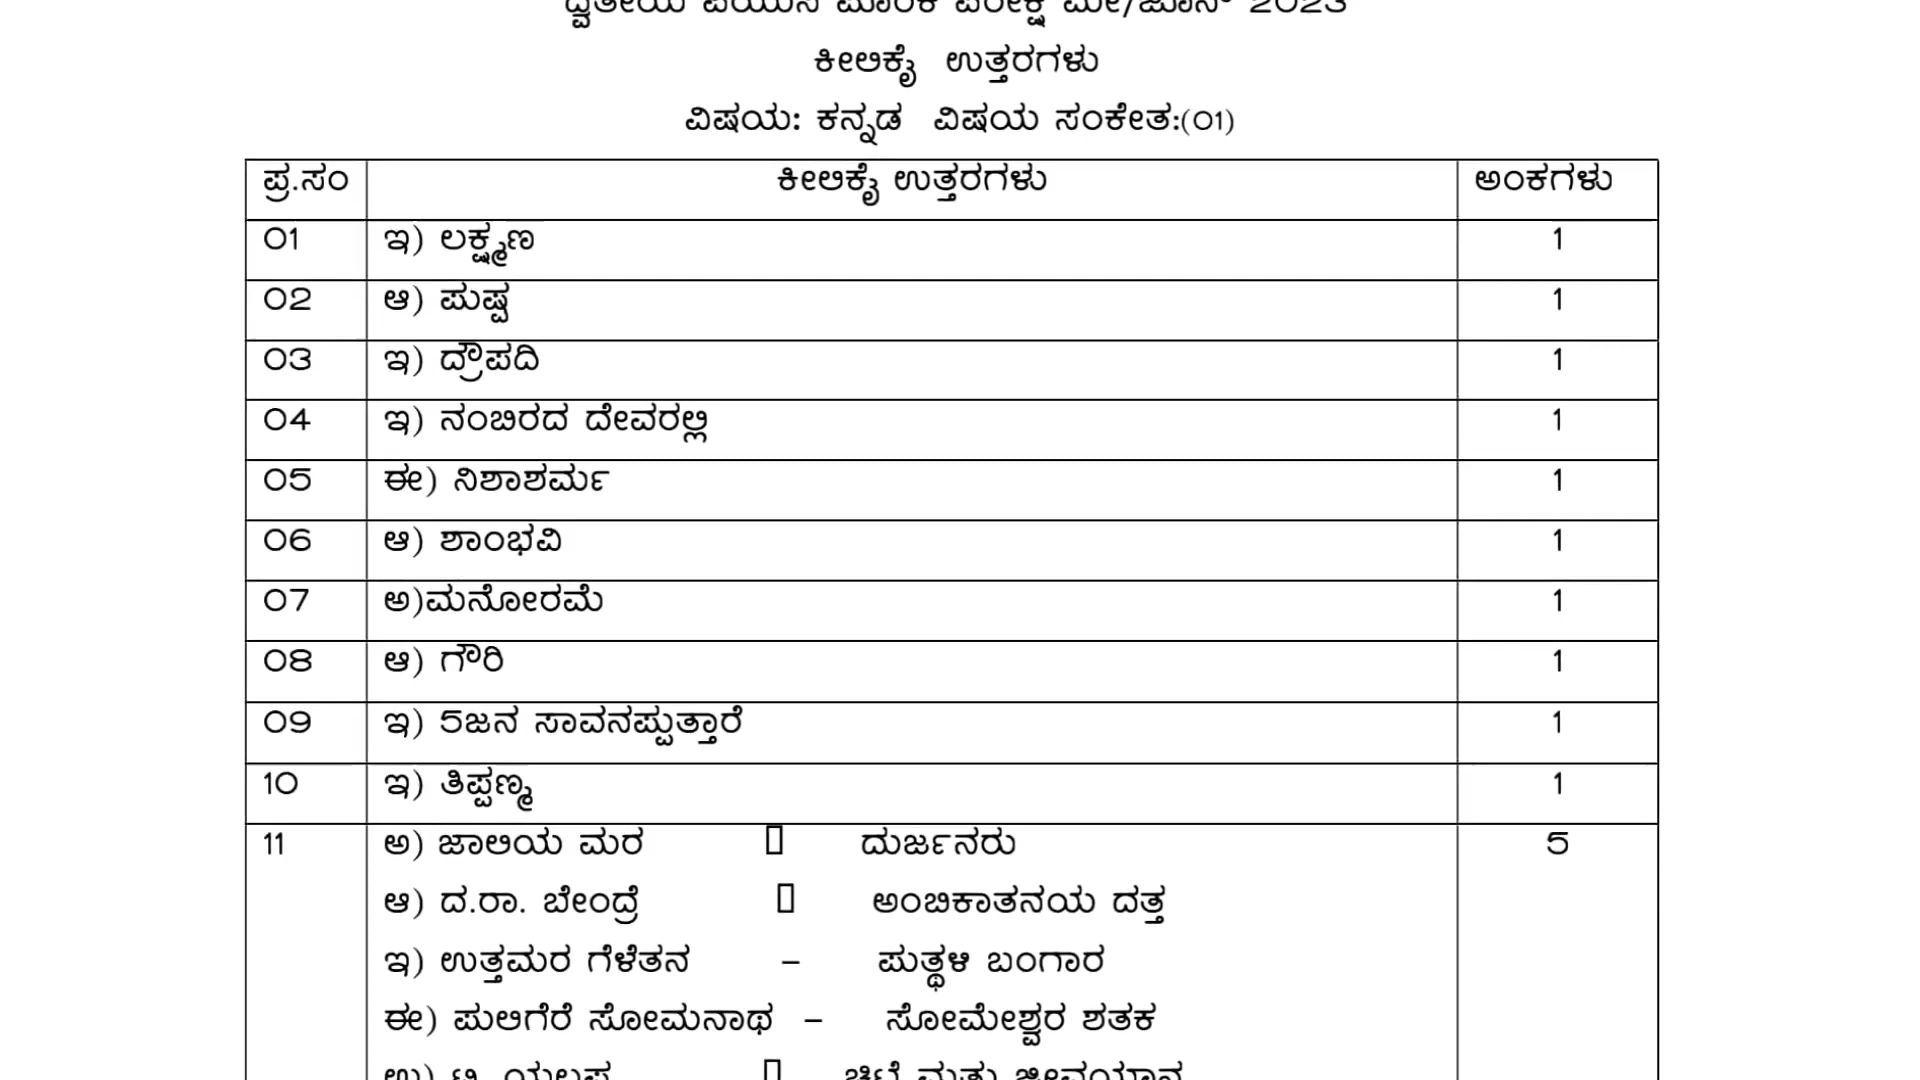 ಮೇ/ಜೂನ್ 2023
ಕೀಲಿಕೈ ಉತ್ತರಗಳು
ವಿಷಯ: ಕನ್ನಡ ವಿಷಯ ಸಂಕೇತ:(01)
ಪ್ರ.ಸಂ ಕೀಲಿಕೈ ಉತ್ತರಗಳು ಅಂಕಗಳು
01 ಇ) ಲಕ್ಷ್ಮಣ 1
02 ಆ) ಪುಷ್ಪ 1
03 ಇ) ದ್ರೌಪದಿ 1
04 ಇ) ನಂಬಿರದ ದೇವರಲ್ಲಿ 1
05 ಈ) ನಿಶಾಶರ್ಮ 1
06 ಆ) ಶಾಂಭವಿ 1
07 ಅ)ಮನೋರಮೆ 1
08 ಆ) ಗೌರಿ 1
09 ಇ) 5ಜನ ಸಾವನಪ್ಪುತ್ತಾರೆ 1
10 ಇ) ತಿಪ್ಪಣ್ಮ 1
11 ಅ) ಜಾಲಿಯ ಮರ ದುರ್ಜನರು 5
ಆ) ದ.ರಾ. ಬೇಂದ್ರೆ ಅಂಬಿಕಾತನಯ ದತ್ತ
ಇ) ಉತ್ತಮರ ಗೆಳೆತನ – ಪುತ್ಥಳಿ ಬಂಗಾರ
ಈ) ಪುಲಿಗೆರೆ ಸೋಮನಾಥ – ಸೋಮೇಶ್ವರ ಶತಕ